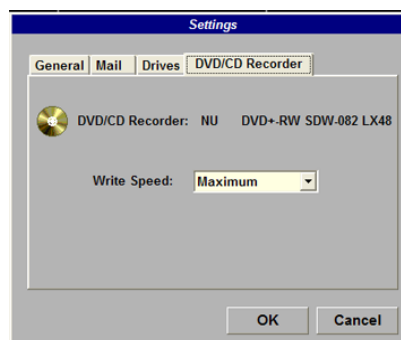 Settings
General Mail Drives DVD/CD Recorder
DVD/CD Recorder: NU DVD+-RW SDW-082 LX48
Write Speed: Maximum
OK Cancel